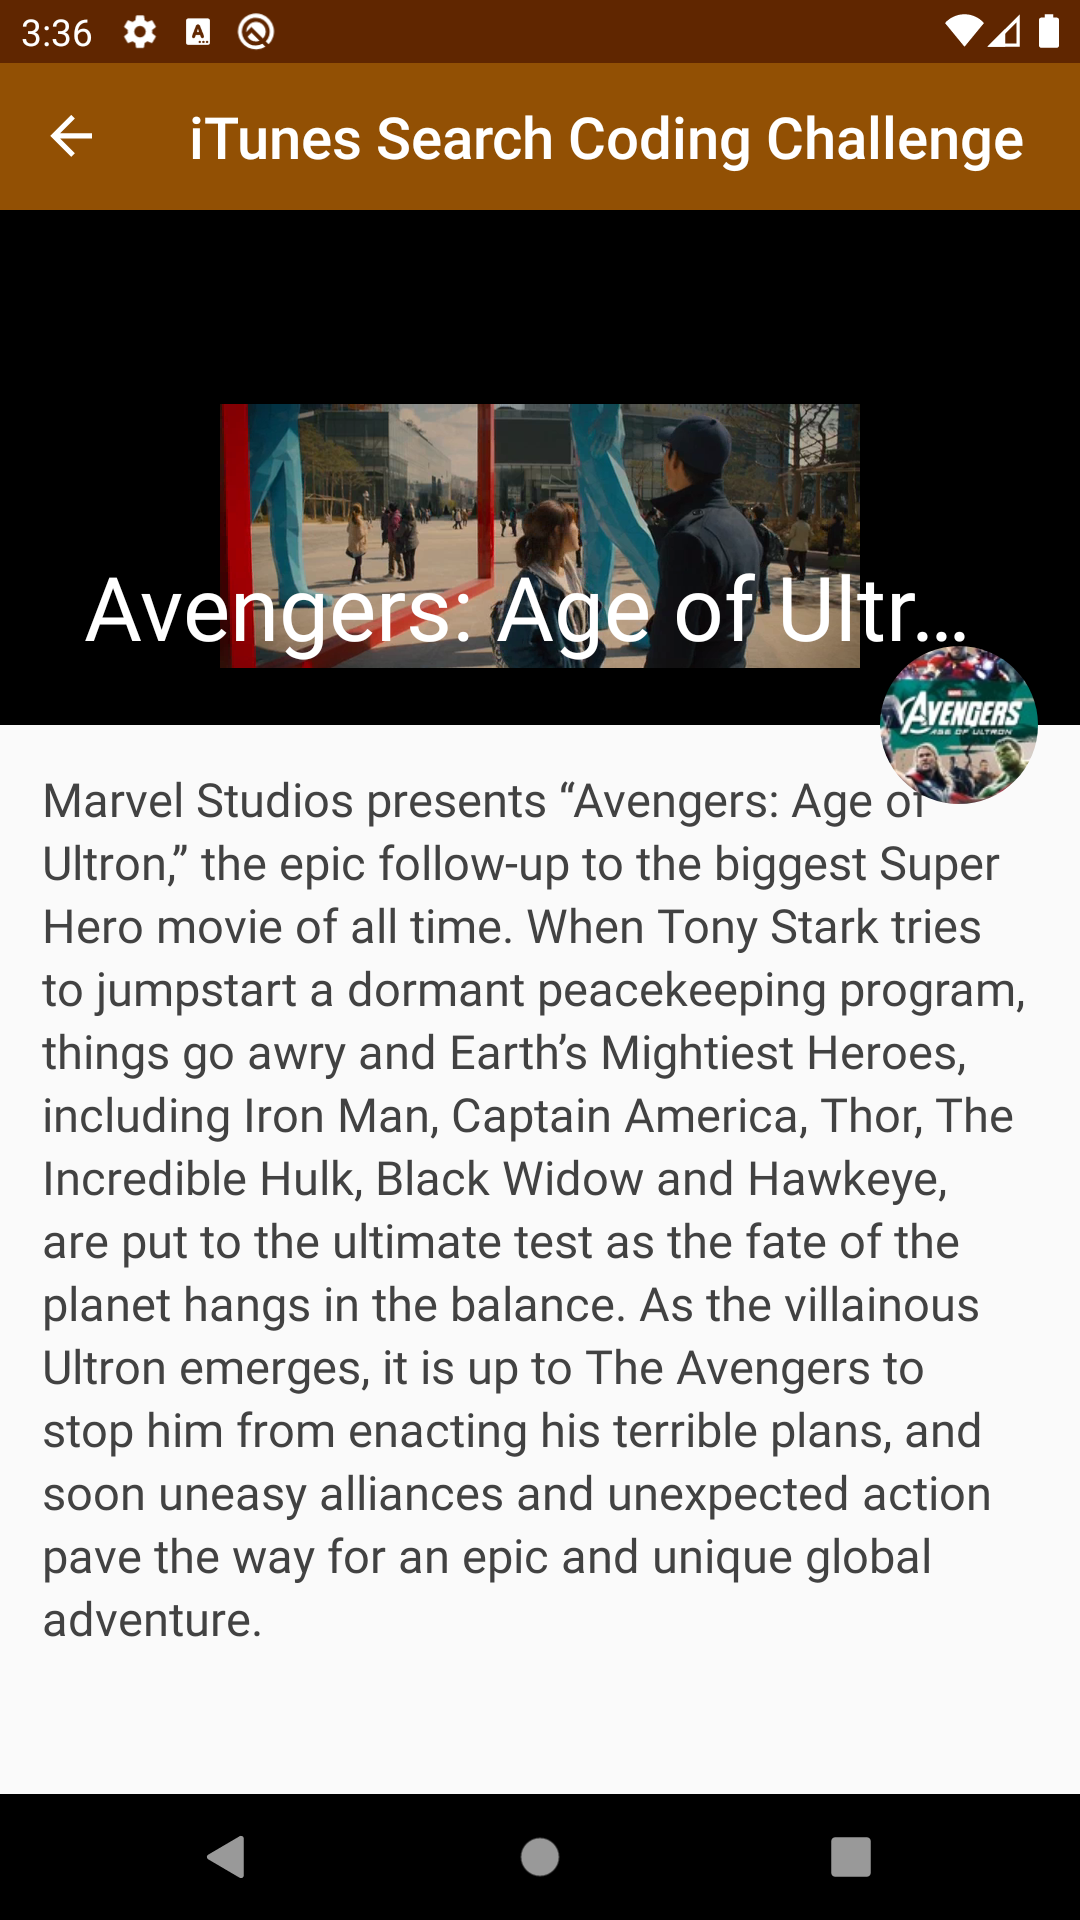 3:36
iTunes Search Coding Challenge
Avengers: Age of Ultr...
AVENGERS
AGE OF ULTRON
Marvel Studios presents “Avengers: Age of
Ultron,” the epic follow-up to the biggest Super
Hero movie of all time. When Tony Stark tries
to jumpstart a dormant peacekeeping program,
things go awry and Earth’s Mightiest Heroes,
including Iron Man, Captain America, Thor, The
Incredible Hulk, Black Widow and Hawkeye,
are put to the ultimate test as the fate of the
planet hangs in the balance. As the villainous
Ultron emerges, it is up to The Avengers to
stop him from enacting his terrible plans, and
soon uneasy alliances and unexpected action
pave the way for an epic and unique global
adventure.